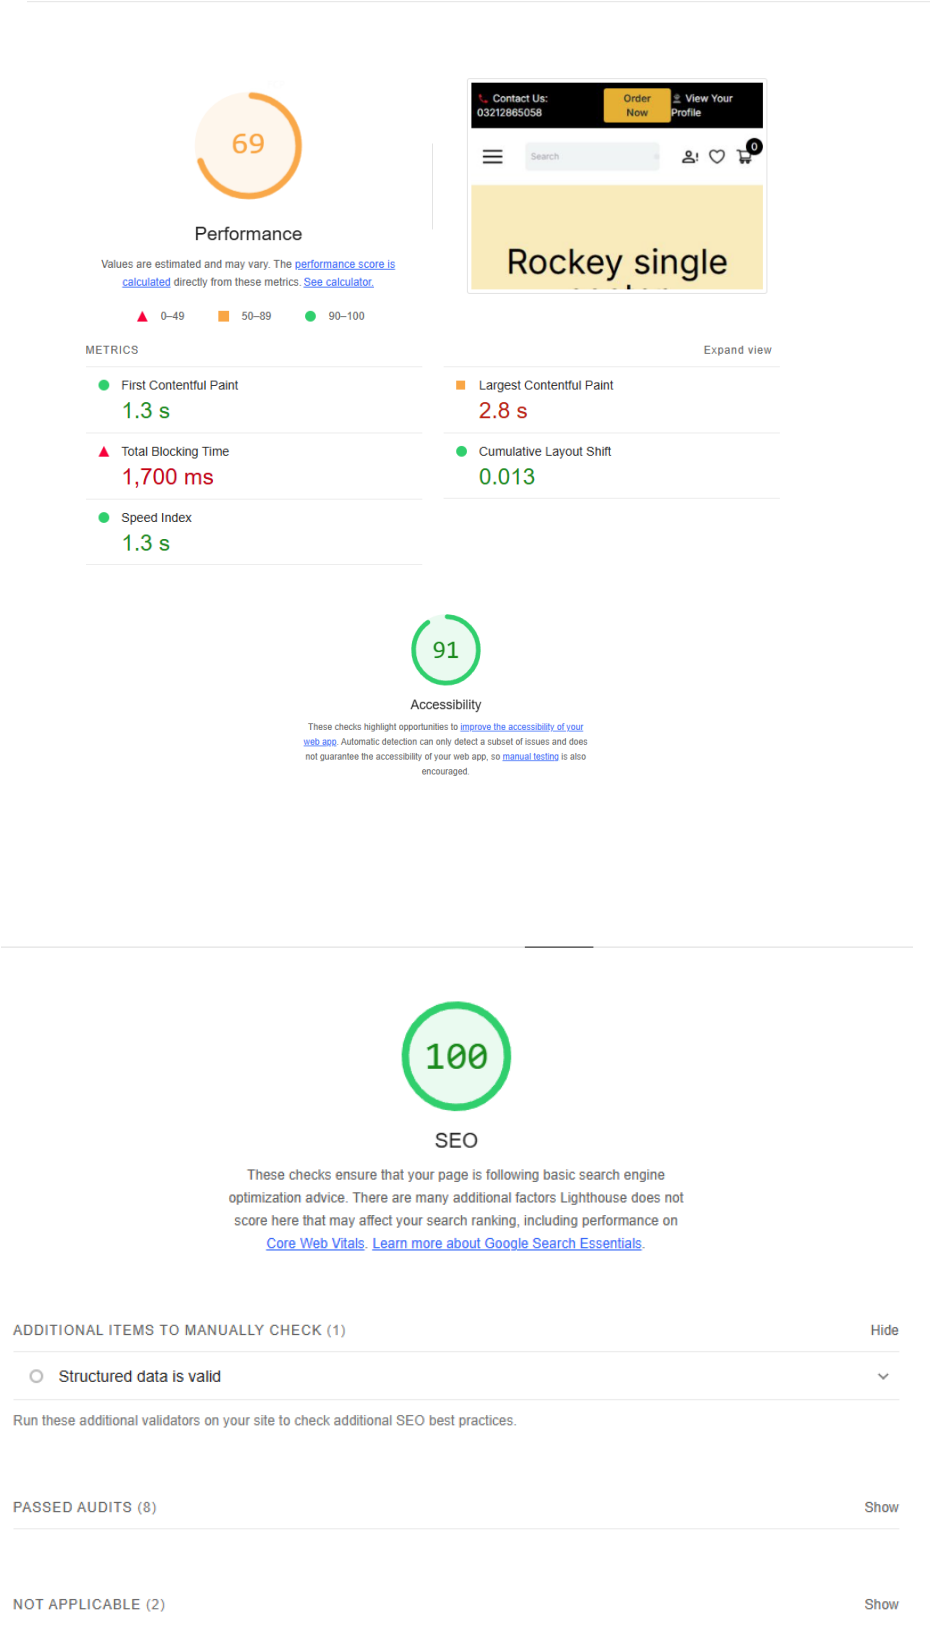 69
Performance
Values are estimated and may vary. The performance score is
calculated directly from these metrics. See calculator.
0–49
50–89
90–100
Contact Us:
03212865058
Order
Now
View Your
Profile
Search
0
Rockey single
METRICS
Expand view
First Contentful Paint
1.3 s
Largest Contentful Paint
2.8 s
Total Blocking Time
1,700 ms
Cumulative Layout Shift
0.013
Speed Index
1.3 s
91
Accessibility
These checks highlight opportunities to improve the accessibility of your
web app. Automatic detection can only detect a subset of issues and does
not guarantee the accessibility of your web app, so manual testing is also
encouraged.
100
SEO
These checks ensure that your page is following basic search engine
optimization advice. There are many additional factors Lighthouse does not
score here that may affect your search ranking, including performance on
Core Web Vitals. Learn more about Google Search Essentials.
ADDITIONAL ITEMS TO MANUALLY CHECK (1)
Hide
Structured data is valid
Run these additional validators on your site to check additional SEO best practices.
PASSED AUDITS (8)
Show
NOT APPLICABLE (2)
Show